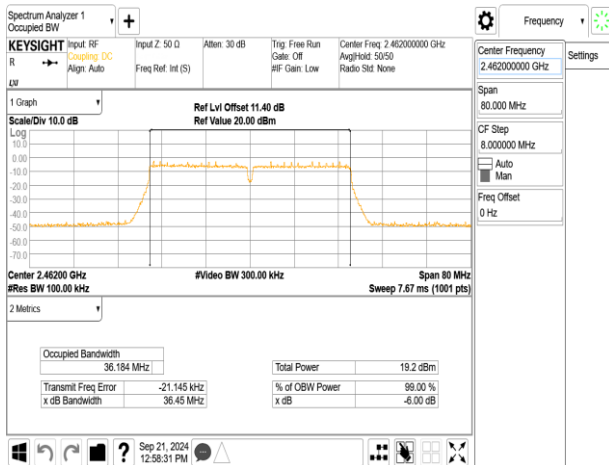 Spectrum Analyzer 1
Occupied BW
Frequency
KEYSIGHT
R
LXI
Input: RF
Coupling: DC
Align: Auto
Input Z: 50 Ω
Freq Ref: Int (S)
Atten: 30 dB
Trig: Free Run
Gate: Off
#IF Gain: Low
Center Freq: 2.462000000 GHz
Avg|Hold: 50/50
Radio Std: None
Center Frequency
2.462000000 GHz
Settings
Span
80.000 MHz
CF Step
8.000000 MHz
Auto
Man
Freq Offset
0 Hz
1 Graph
Scale/Div 10.0 dB
Ref Lvl Offset 11.40 dB
Ref Value 20.00 dBm
Log
10.0
0.00
-10.0
-20.0
-30.0
-40.0
-50.0
-60.0
-70.0
Center 2.46200 GHz
#Res BW 100.00 kHz
#Video BW 300.00 kHz
Span 80 MHz
Sweep 7.67 ms (1001 pts)
2 Metrics
Occupied Bandwidth
36.184 MHz
Transmit Freq Error -21.145 kHz
x dB Bandwidth 36.45 MHz
Total Power 19.2 dBm
% of OBW Power 99.00 %
x dB -6.00 dB
?
Sep 21, 2024
12:58:31 PM